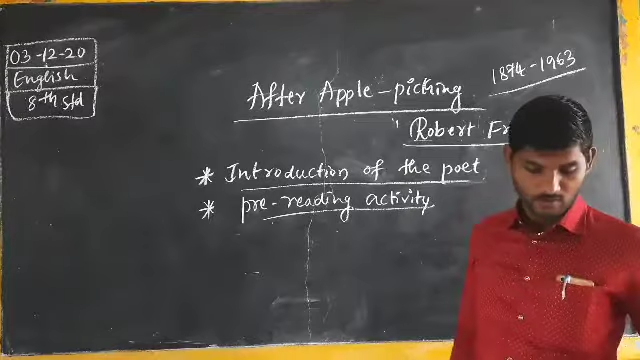 03-12-20
English
8th std
After Apple-picking
1874-1963
Robert Fr
* Introduction of the poet
* pre-reading activity